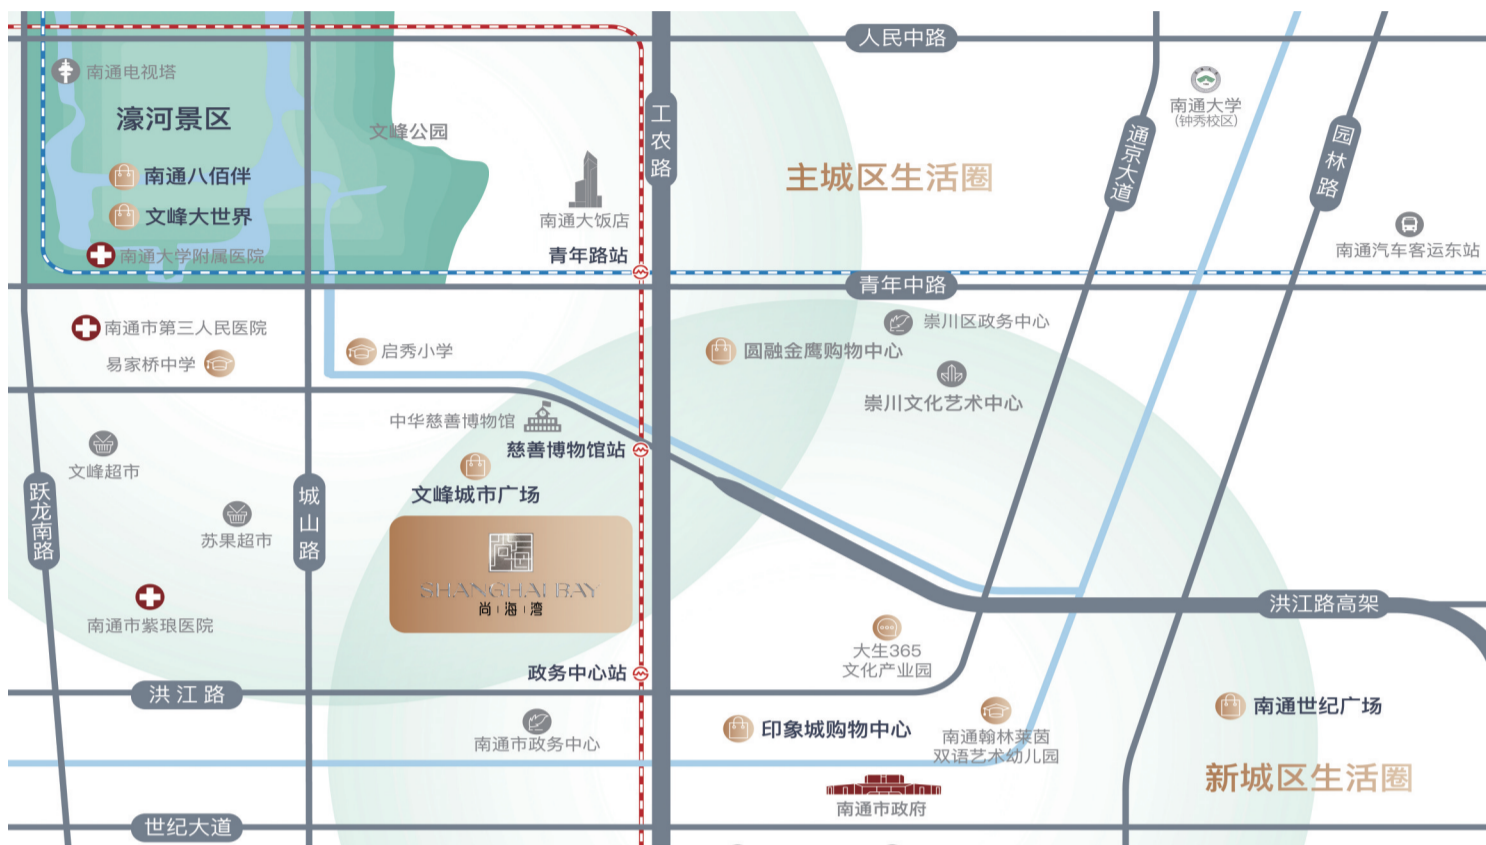 人民中路
南通电视塔
濠河景区
南通八佰伴
文峰大世界
南通大学附属医院
文峰公园
工农路
南通大饭店
青年路站
主城区生活圈
通京大道
南通大学
(钟秀校区)
园林路
南通汽车客运东站
青年中路
南通市第三人民医院
易家桥中学
启秀小学
圆融金鹰购物中心
崇川区政务中心
崇川文化艺术中心
中华慈善博物馆
慈善博物馆站
文峰城市广场
文峰超市
跃龙南路
苏果超市
城山路
南通市紫琅医院
SHANGHAI BAY
尚海湾
洪江路高架
大生365
文化产业园
政务中心站
洪江路
南通市政务中心
印象城购物中心
南通翰林莱茵
双语艺术幼儿园
南通世纪广场
新城区生活圈
南通市政府
世纪大道